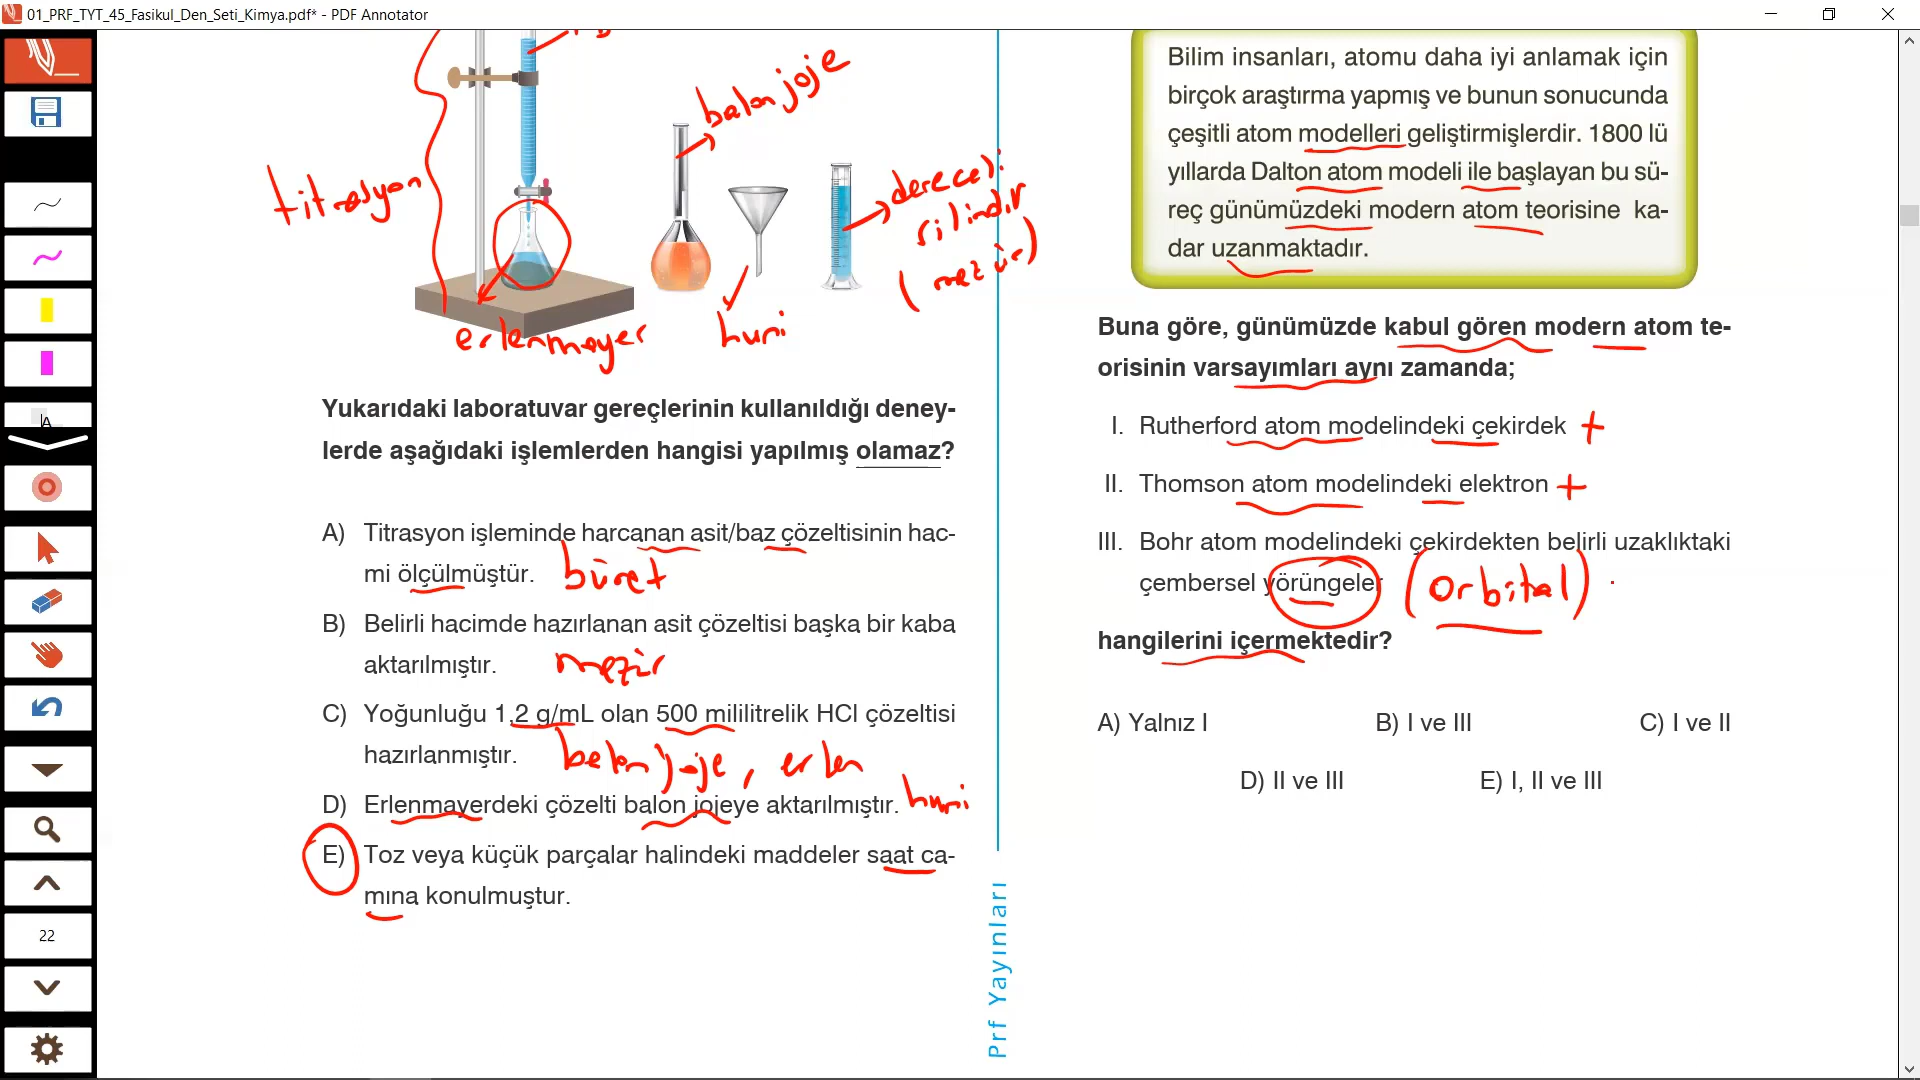 01_PRF_TYT_45_Fasikul_Den_Seti_Kimya.pdf* - PDF Annotator
balon joje
titrasyon
dereceli
silindir
(mezür)
erlenmayer
huni
Yukarıdaki laboratuvar gereçlerinin kullanıldığı deney-
lerde aşağıdaki işlemlerden hangisi yapılmış olamaz?
A) Titrasyon işleminde harcanan asit/baz çözeltisinin hac-
mi ölçülmüştür. büret
B) Belirli hacimde hazırlanan asit çözeltisi başka bir kaba
aktarılmıştır. mezür
C) Yoğunluğu 1,2 g/mL olan 500 mililitrelik HCl çözeltisi
hazırlanmıştır. balon joje, erlen
D) Erlenmayerdeki çözelti balon jojeye aktarılmıştır. huni
E) Toz veya küçük parçalar halindeki maddeler saat ca-
mına konulmuştur.
Prf Yayınları
Bilim insanları, atomu daha iyi anlamak için
birçok araştırma yapmış ve bunun sonucunda
çeşitli atom modelleri geliştirmişlerdir. 1800 lü
yıllarda Dalton atom modeli ile başlayan bu sü-
reç günümüzdeki modern atom teorisine ka-
dar uzanmaktadır.
Buna göre, günümüzde kabul gören modern atom te-
orisinin varsayımları aynı zamanda;
I. Rutherford atom modelindeki çekirdek +
II. Thomson atom modelindeki elektron +
III. Bohr atom modelindeki çekirdekten belirli uzaklıktaki
çembersel yörüngeler (orbital)
hangilerini içermektedir?
A) Yalnız I B) I ve III C) I ve II
D) II ve III E) I, II ve III
A
22